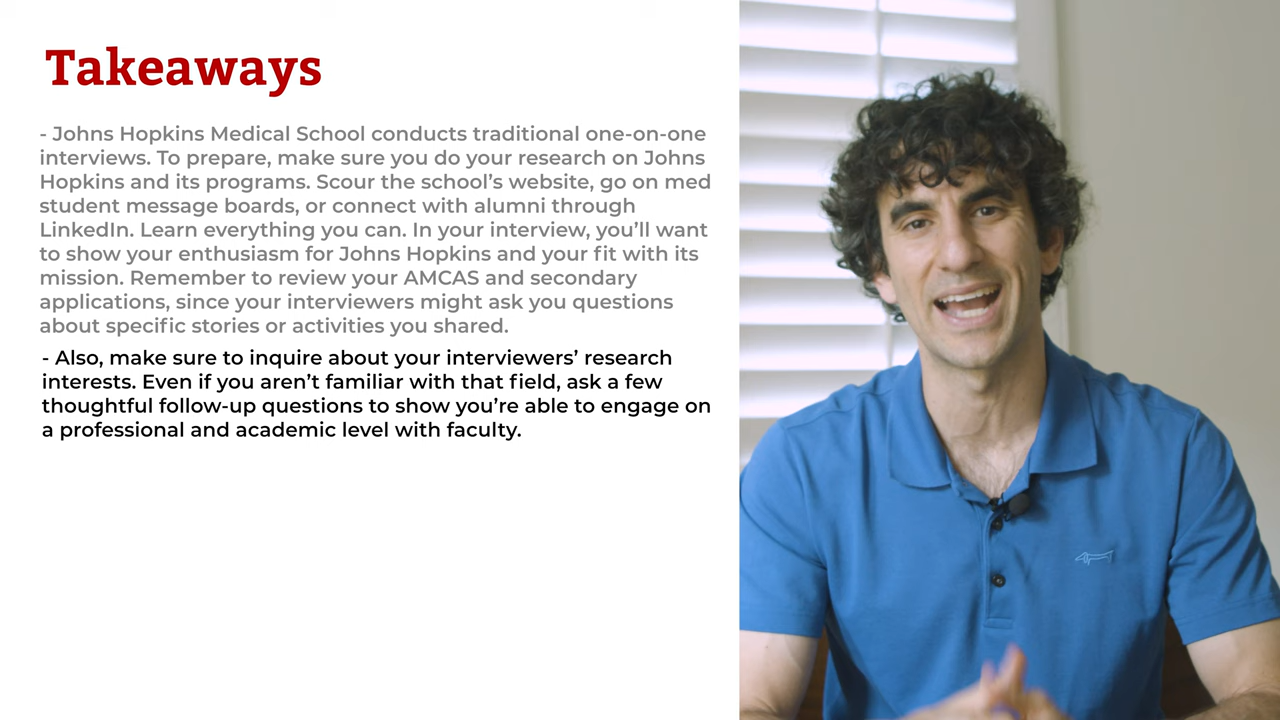 Takeaways
- Johns Hopkins Medical School conducts traditional one-on-one
interviews. To prepare, make sure you do your research on Johns
Hopkins and its programs. Scour the school’s website, go on med
student message boards, or connect with alumni through
LinkedIn. Learn everything you can. In your interview, you’ll want
to show your enthusiasm for Johns Hopkins and your fit with its
mission. Remember to review your AMCAS and secondary
applications, since your interviewers might ask you questions
about specific stories or activities you shared.
- Also, make sure to inquire about your interviewers’ research
interests. Even if you aren’t familiar with that field, ask a few
thoughtful follow-up questions to show you’re able to engage on
a professional and academic level with faculty.